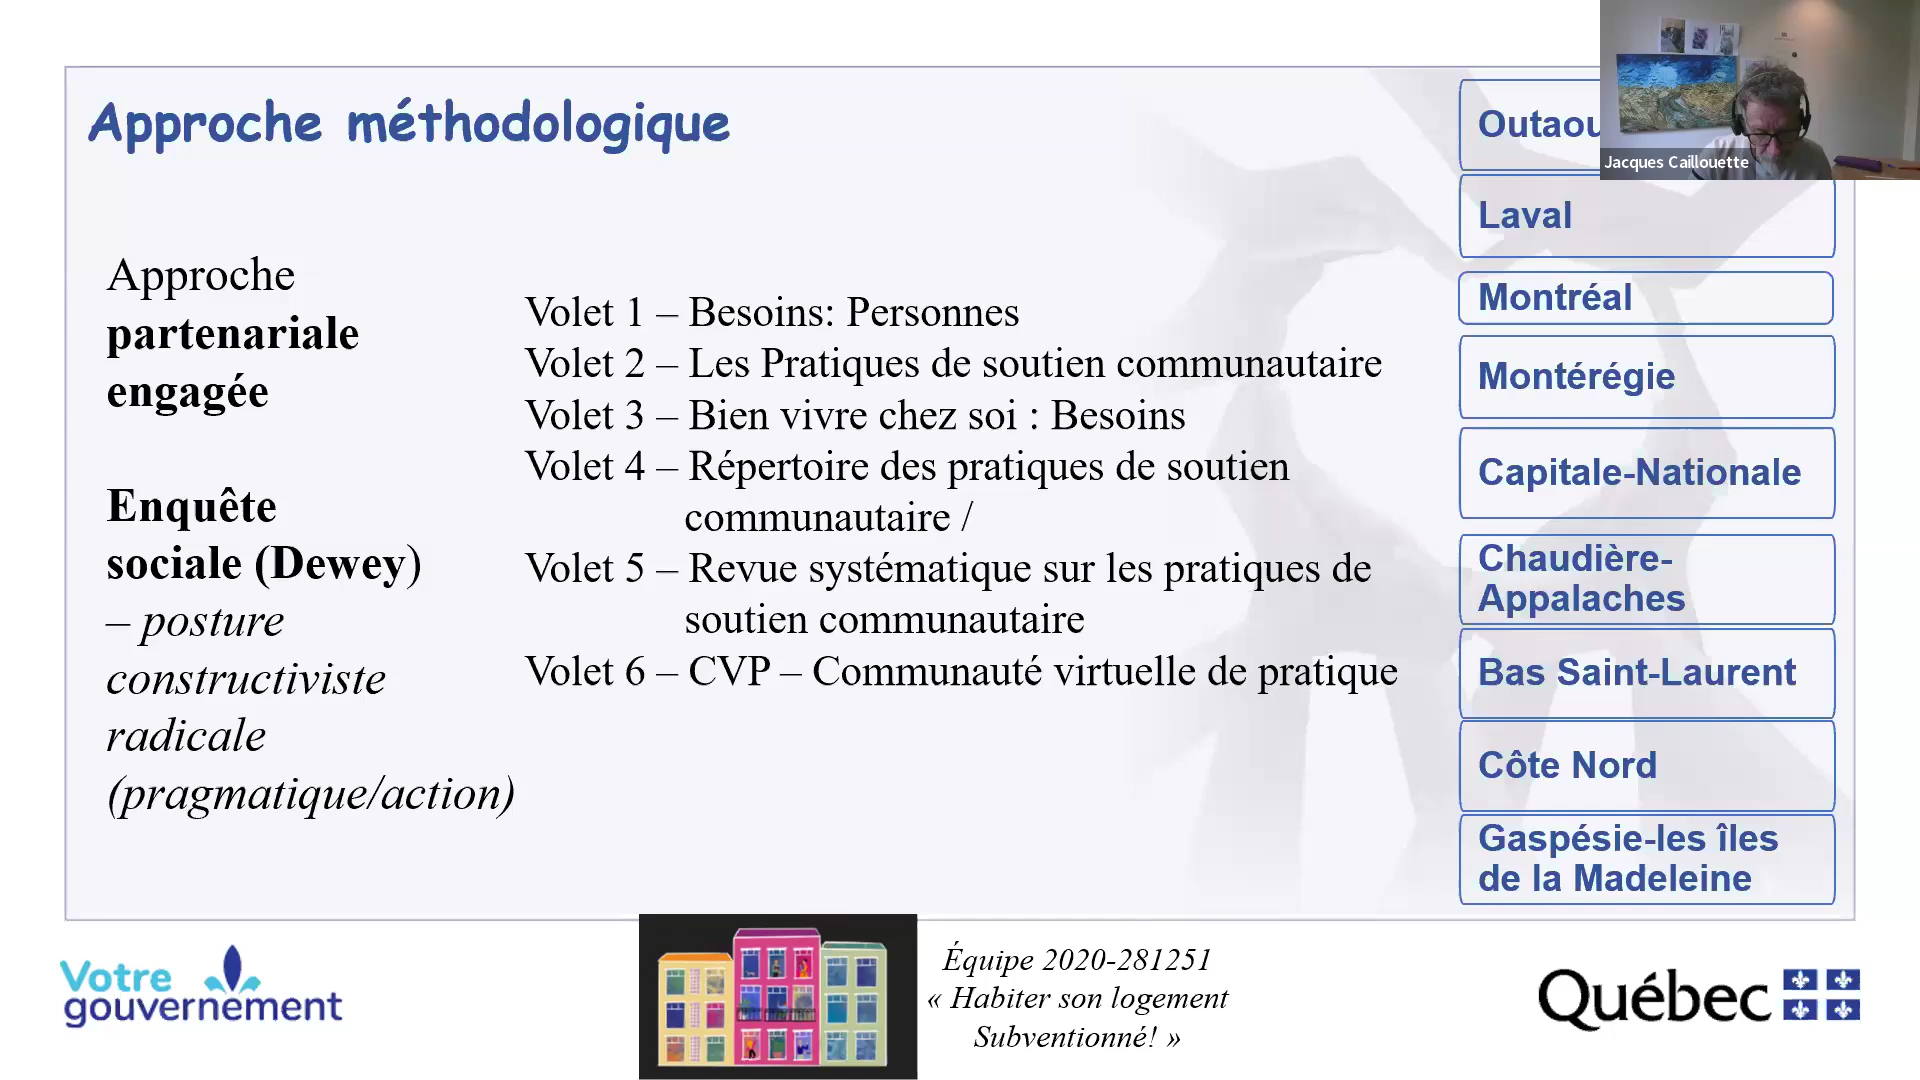 Approche méthodologique
Approche
partenariale
engagée
Enquête
sociale (Dewey)
– posture
constructiviste
radicale
(pragmatique/action)
Volet 1 – Besoins: Personnes
Volet 2 – Les Pratiques de soutien communautaire
Volet 3 – Bien vivre chez soi : Besoins
Volet 4 – Répertoire des pratiques de soutien
communautaire /
Volet 5 – Revue systématique sur les pratiques de
soutien communautaire
Volet 6 – CVP – Communauté virtuelle de pratique
Jacques Caillouette
Laval
Montréal
Montérégie
Capitale-Nationale
Chaudière-
Appalaches
Bas Saint-Laurent
Côte Nord
Gaspésie-les îles
de la Madeleine
Votre
gouvernement
Équipe 2020-281251
« Habiter son logement
Subventionné! »
Québec